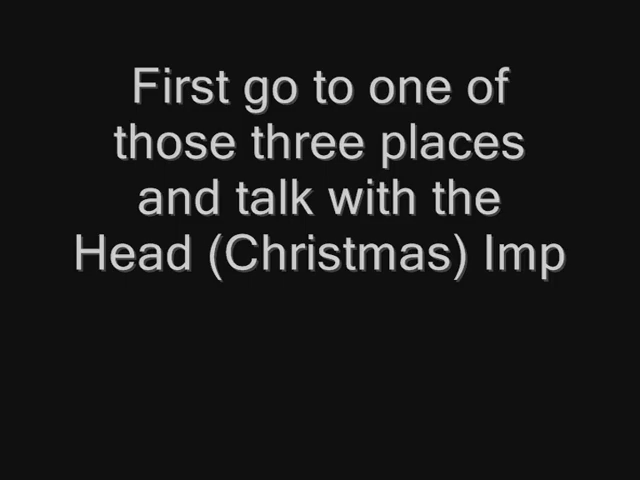 First go to one of
those three places
and talk with the
Head (Christmas) Imp